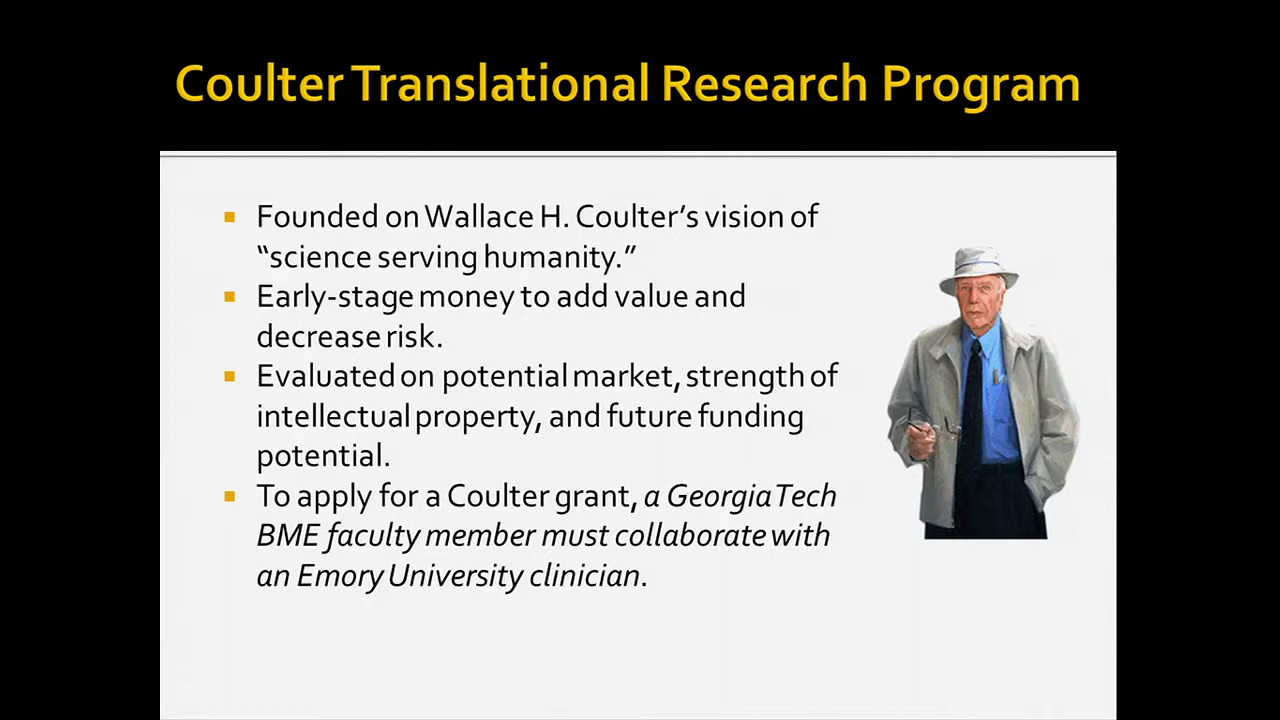 Coulter Translational Research Program
Founded on Wallace H. Coulter’s vision of
“science serving humanity.”
Early-stage money to add value and
decrease risk.
Evaluated on potential market, strength of
intellectual property, and future funding
potential.
To apply for a Coulter grant, a Georgia Tech
BME faculty member must collaborate with
an Emory University clinician.